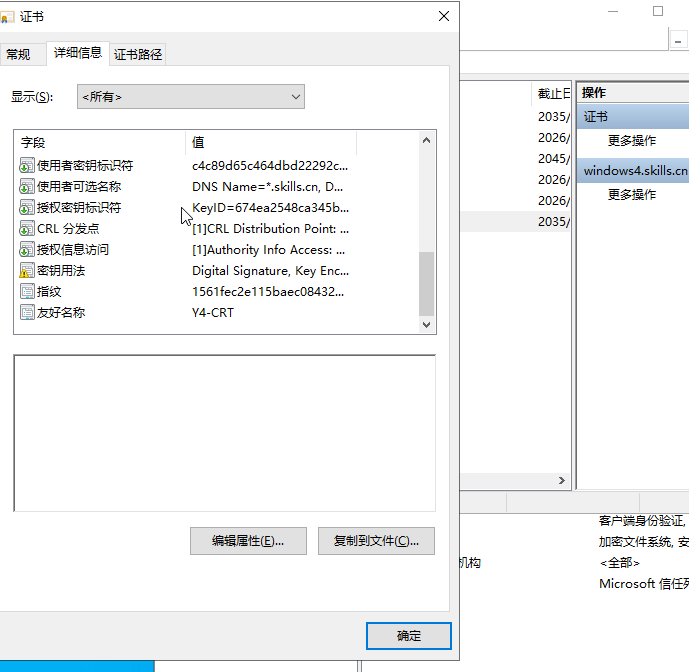 证书
常规 详细信息 证书路径
显示(S): <所有>
字段 值
使用者密钥标识符 c4c89d65c464dbd22292c...
使用者可选名称 DNS Name=*.skills.cn, D...
授权密钥标识符 KeyID=674ea2548ca345b...
CRL 分发点 [1]CRL Distribution Point: ...
授权信息访问 [1]Authority Info Access: ...
密钥用法 Digital Signature, Key Enc...
指纹 1561fec2e115baec08432...
友好名称 Y4-CRT
编辑属性(E)... 复制到文件(C)...
确定
截止日
2035/
2026/
2045/
2026/
2026/
2035/
操作
证书
更多操作
windows4.skills.cn
更多操作
客户端身份验证,
加密文件系统, 安
机构 <全部>
Microsoft 信任列